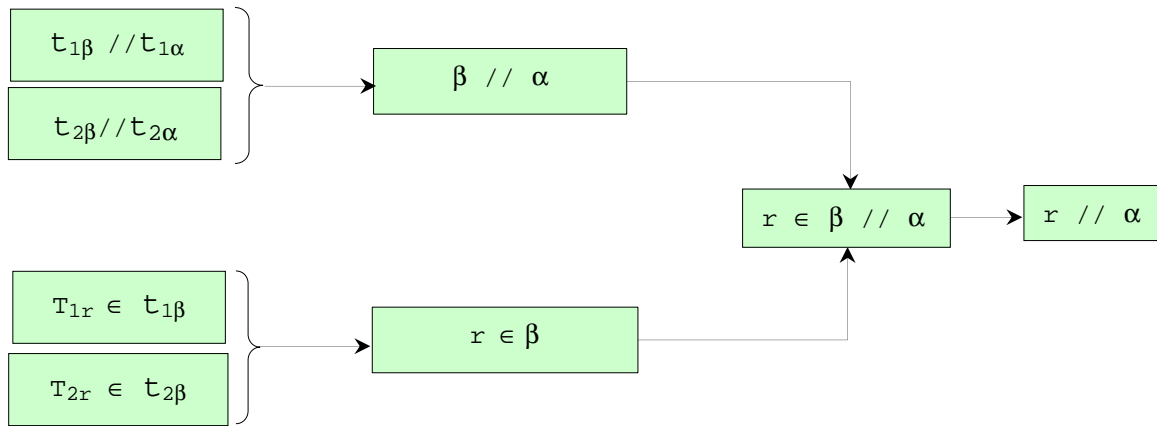 t₁β //t₁α
t₂β//t₂α
β // α
r ∈ β // α
r // α
T₁r ∈ t₁β
T₂r ∈ t₂β
r ∈ β